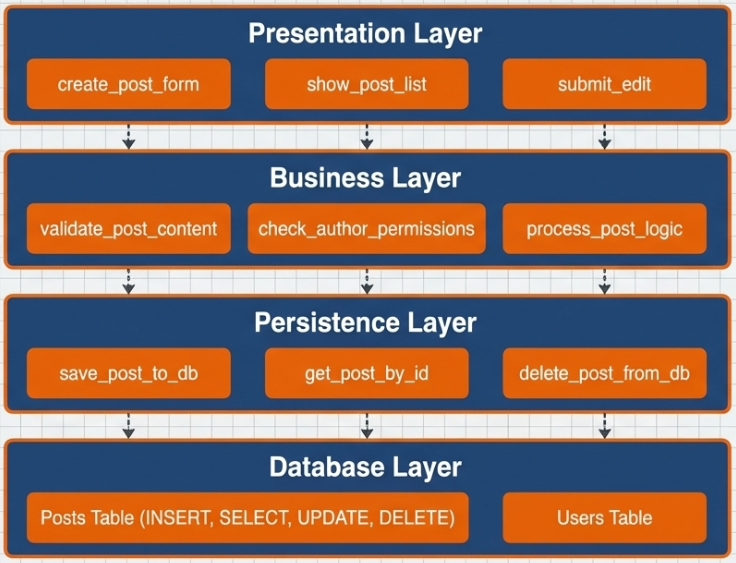 Presentation Layer
create_post_form
show_post_list
submit_edit
Business Layer
validate_post_content
check_author_permissions
process_post_logic
Persistence Layer
save_post_to_db
get_post_by_id
delete_post_from_db
Database Layer
Posts Table (INSERT, SELECT, UPDATE, DELETE)
Users Table